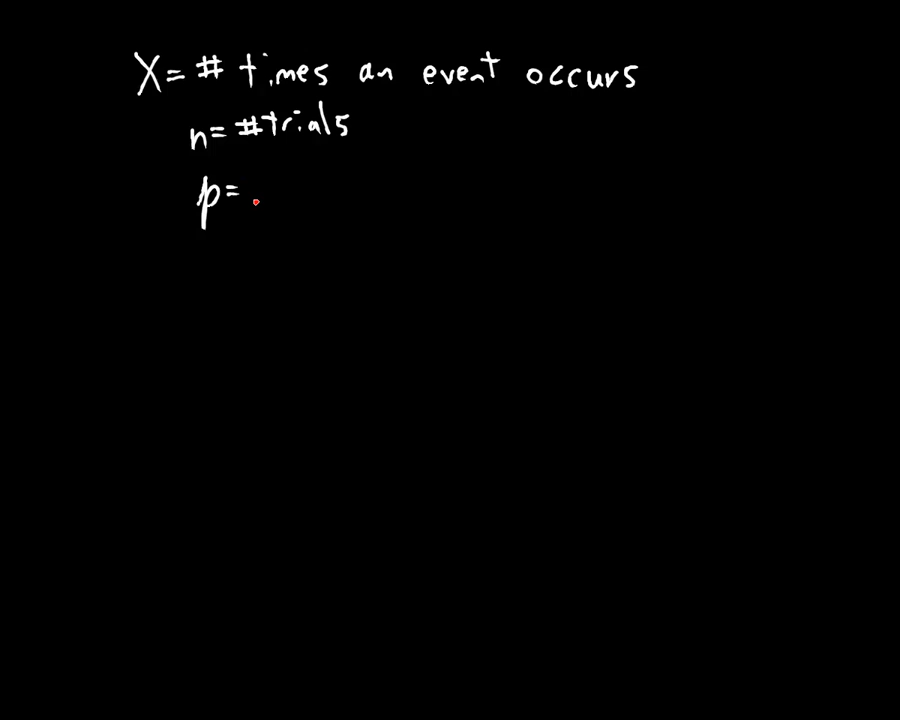 X = # times an event occurs
n = # trials
p =